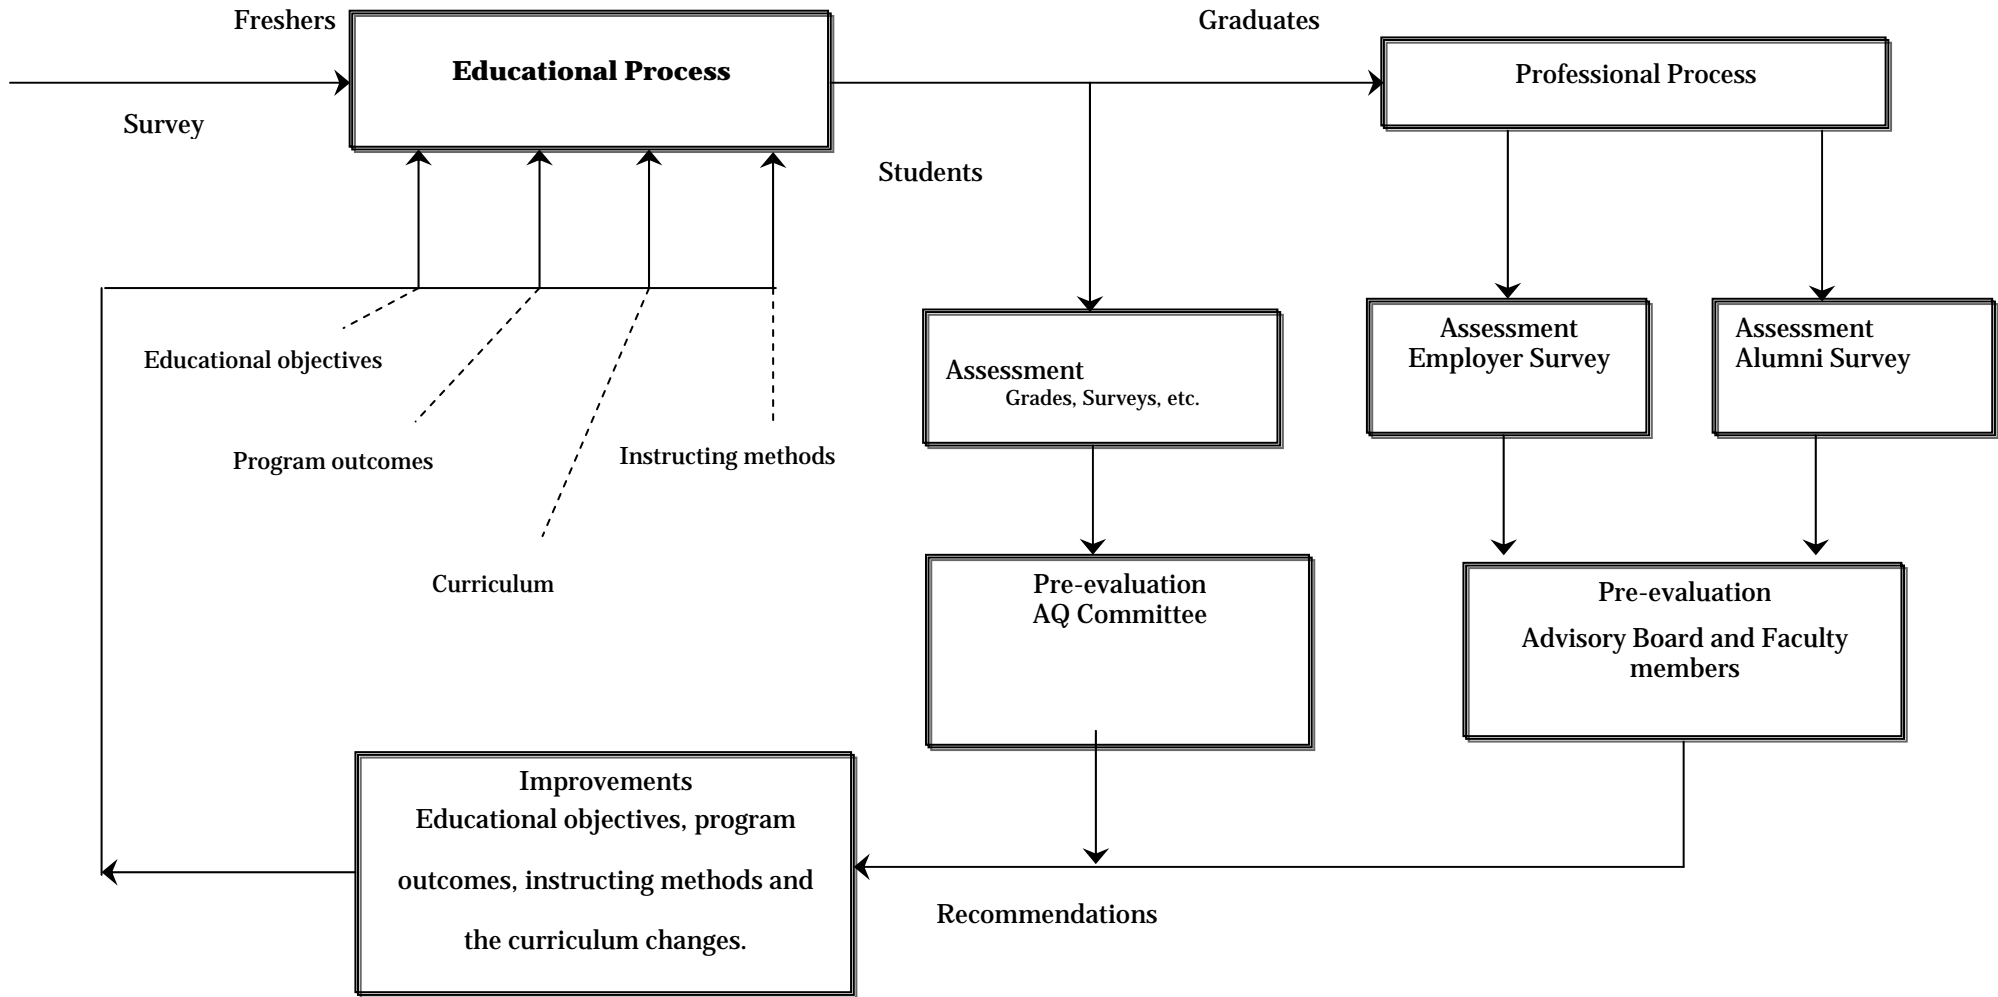 Freshers
Graduates
Educational Process
Professional Process
Survey
Students
Assessment
Employer Survey
Assessment
Alumni Survey
Educational objectives
Assessment
Grades, Surveys, etc.
Program outcomes
Instructing methods
Curriculum
Pre-evaluation
AQ Committee
Pre-evaluation
Advisory Board and Faculty
members
Improvements
Educational objectives, program
outcomes, instructing methods and
the curriculum changes.
Recommendations